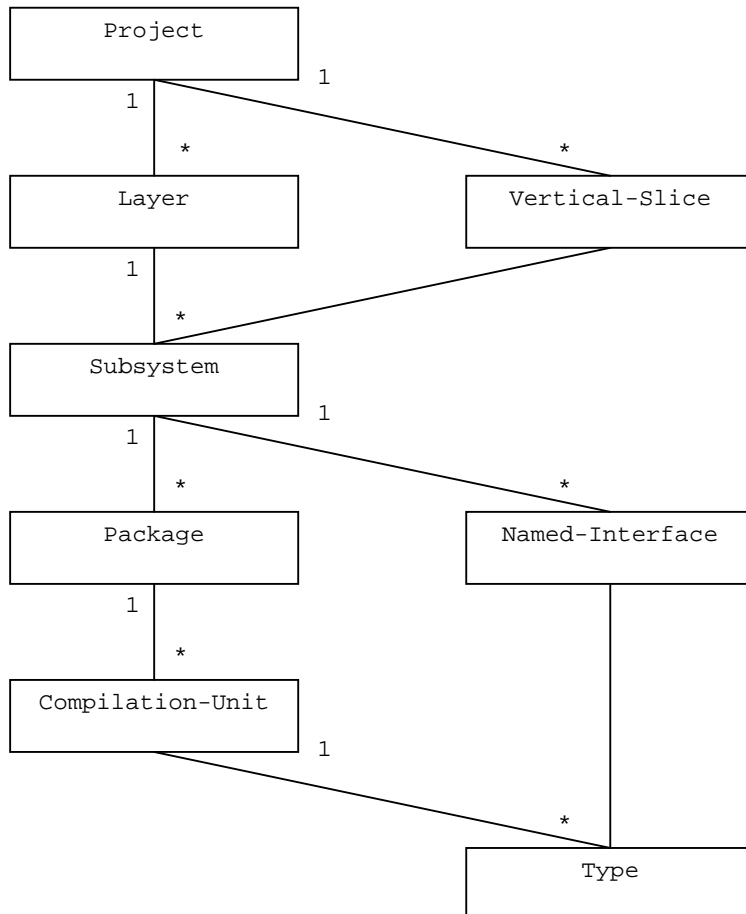 Project
1
1
*
*
Layer
Vertical-Slice
1
*
Subsystem
1
1
*
*
Package
Named-Interface
1
*
Compilation-Unit
1
*
Type